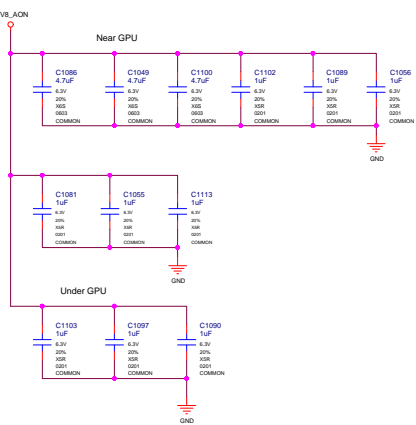 V8_AON
Near GPU
C1086 C1049 C1100 C1102 C1089 C1056
4.7uF 4.7uF 4.7uF 1uF 1uF 1uF
6.3V 6.3V 6.3V 6.3V 6.3V 6.3V
20% 20% 20% 20% 20% 20%
X6S X6S X6S X5R X5R X5R
0603 0603 0603 0201 0201 0201
COMMON COMMON COMMON COMMON COMMON COMMON
GND
C1081 C1055 C1113
1uF 1uF 1uF
6.3V 6.3V 6.3V
20% 20% 20%
X5R X5R X5R
0201 0201 0201
COMMON COMMON COMMON
GND
Under GPU
C1103 C1097 C1090
1uF 1uF 1uF
6.3V 6.3V 6.3V
20% 20% 20%
X5R X5R X5R
0201 0201 0201
COMMON COMMON COMMON
GND